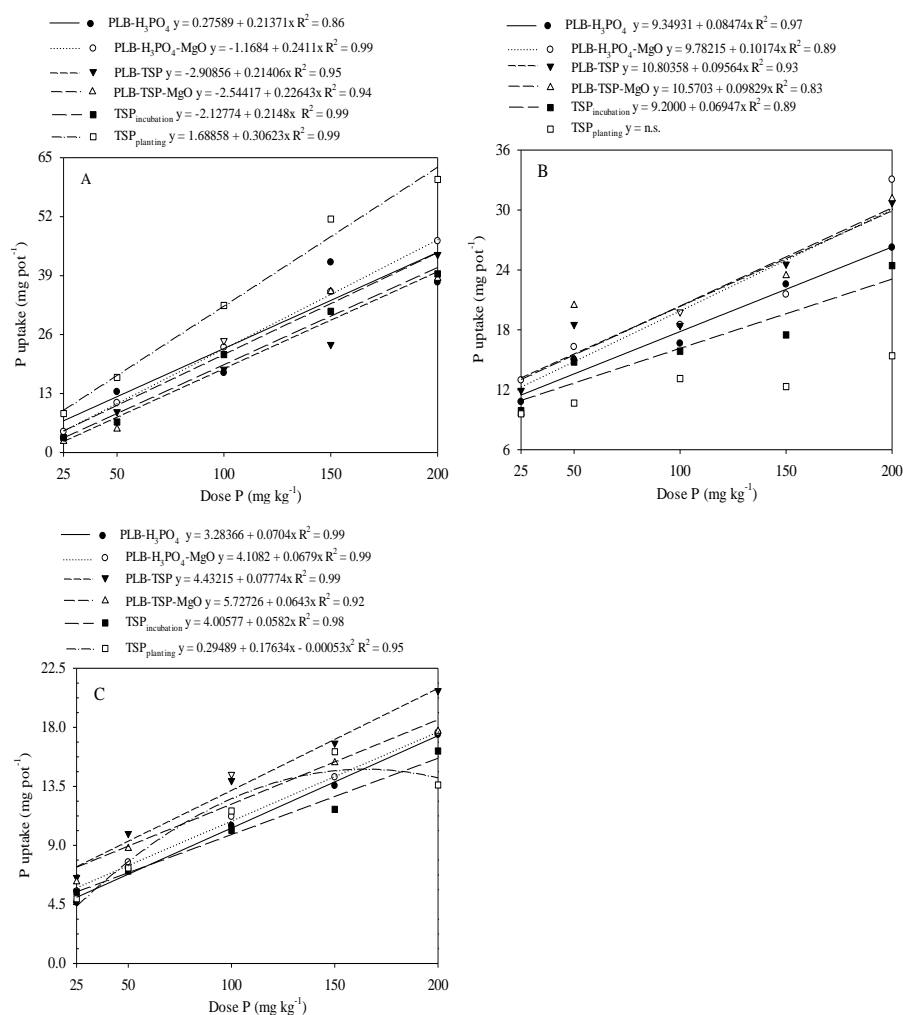 PLB-H₃PO₄ y = 0.27589 + 0.21371x R² = 0.86
PLB-H₃PO₄-MgO y = -1.1684 + 0.2411x R² = 0.99
PLB-TSP y = -2.90856 + 0.21406x R² = 0.95
PLB-TSP-MgO y = -2.54417 + 0.22643x R² = 0.94
TSPincubation y = -2.12774 + 0.2148x R² = 0.99
TSPplanting y = 1.68858 + 0.30623x R² = 0.99
A
65
52
39
26
13
0
P uptake (mg pot⁻¹)
25 50 100 150 200
Dose P (mg kg⁻¹)
PLB-H₃PO₄ y = 9.34931 + 0.08474x R² = 0.97
PLB-H₃PO₄-MgO y = 9.78215 + 0.10174x R² = 0.89
PLB-TSP y = 10.80358 + 0.09564x R² = 0.93
PLB-TSP-MgO y = 10.5703 + 0.09829x R² = 0.83
TSPincubation y = 9.2000 + 0.06947x R² = 0.89
TSPplanting y = n.s.
B
36
30
24
18
12
6
P uptake (mg pot⁻¹)
25 50 100 150 200
Dose P (mg kg⁻¹)
PLB-H₃PO₄ y = 3.28366 + 0.0704x R² = 0.99
PLB-H₃PO₄-MgO y = 4.1082 + 0.0679x R² = 0.99
PLB-TSP y = 4.43215 + 0.07774x R² = 0.99
PLB-TSP-MgO y = 5.72726 + 0.0643x R² = 0.92
TSPincubation y = 4.00577 + 0.0582x R² = 0.98
TSPplanting y = 0.29489 + 0.17634x - 0.00053x² R² = 0.95
C
22.5
18.0
13.5
9.0
4.5
0.0
P uptake (mg pot⁻¹)
25 50 100 150 200
Dose P (mg kg⁻¹)